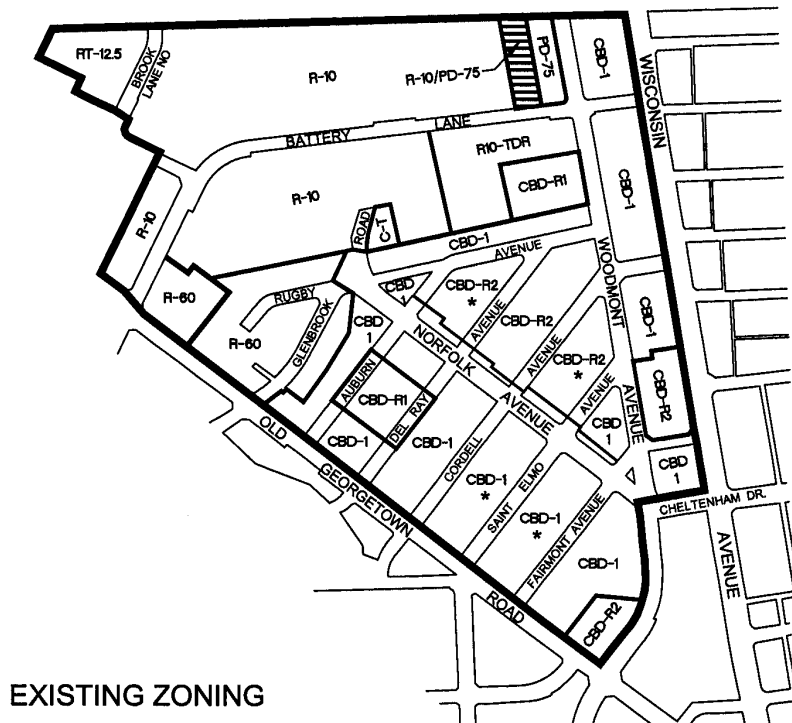 RT-12.5
BROOK
LANE NO
R-10
R-10/PD-75
PD-75
CBD-1
WISCONSIN
BATTERY LANE
R10-TDR
CBD-R1
CBD-1
R-10
R-10
ROAD
C-T
CBD-1
AVENUE
WOODMONT
R-60
RUGBY
CBD
1
CBD-R2
*
AVENUE
CBD-R2
CBD-1
R-60
GLENBROOK
CBD
1
NORFOLK
AVENUE
CBD-R2
*
AUBURN
CBD-R1
DEL RAY
AVENUE
AVENUE
CBD
1
AVENUE
CBD-R2
OLD
CBD-1
CBD-1
CORDELL
CBD
1
GEORGETOWN
CBD-1
*
SAINT ELMO
CBD-1
*
CHELTENHAM DR.
FAIRMONT AVENUE
CBD-1
AVENUE
ROAD
CBD-R2
EXISTING ZONING